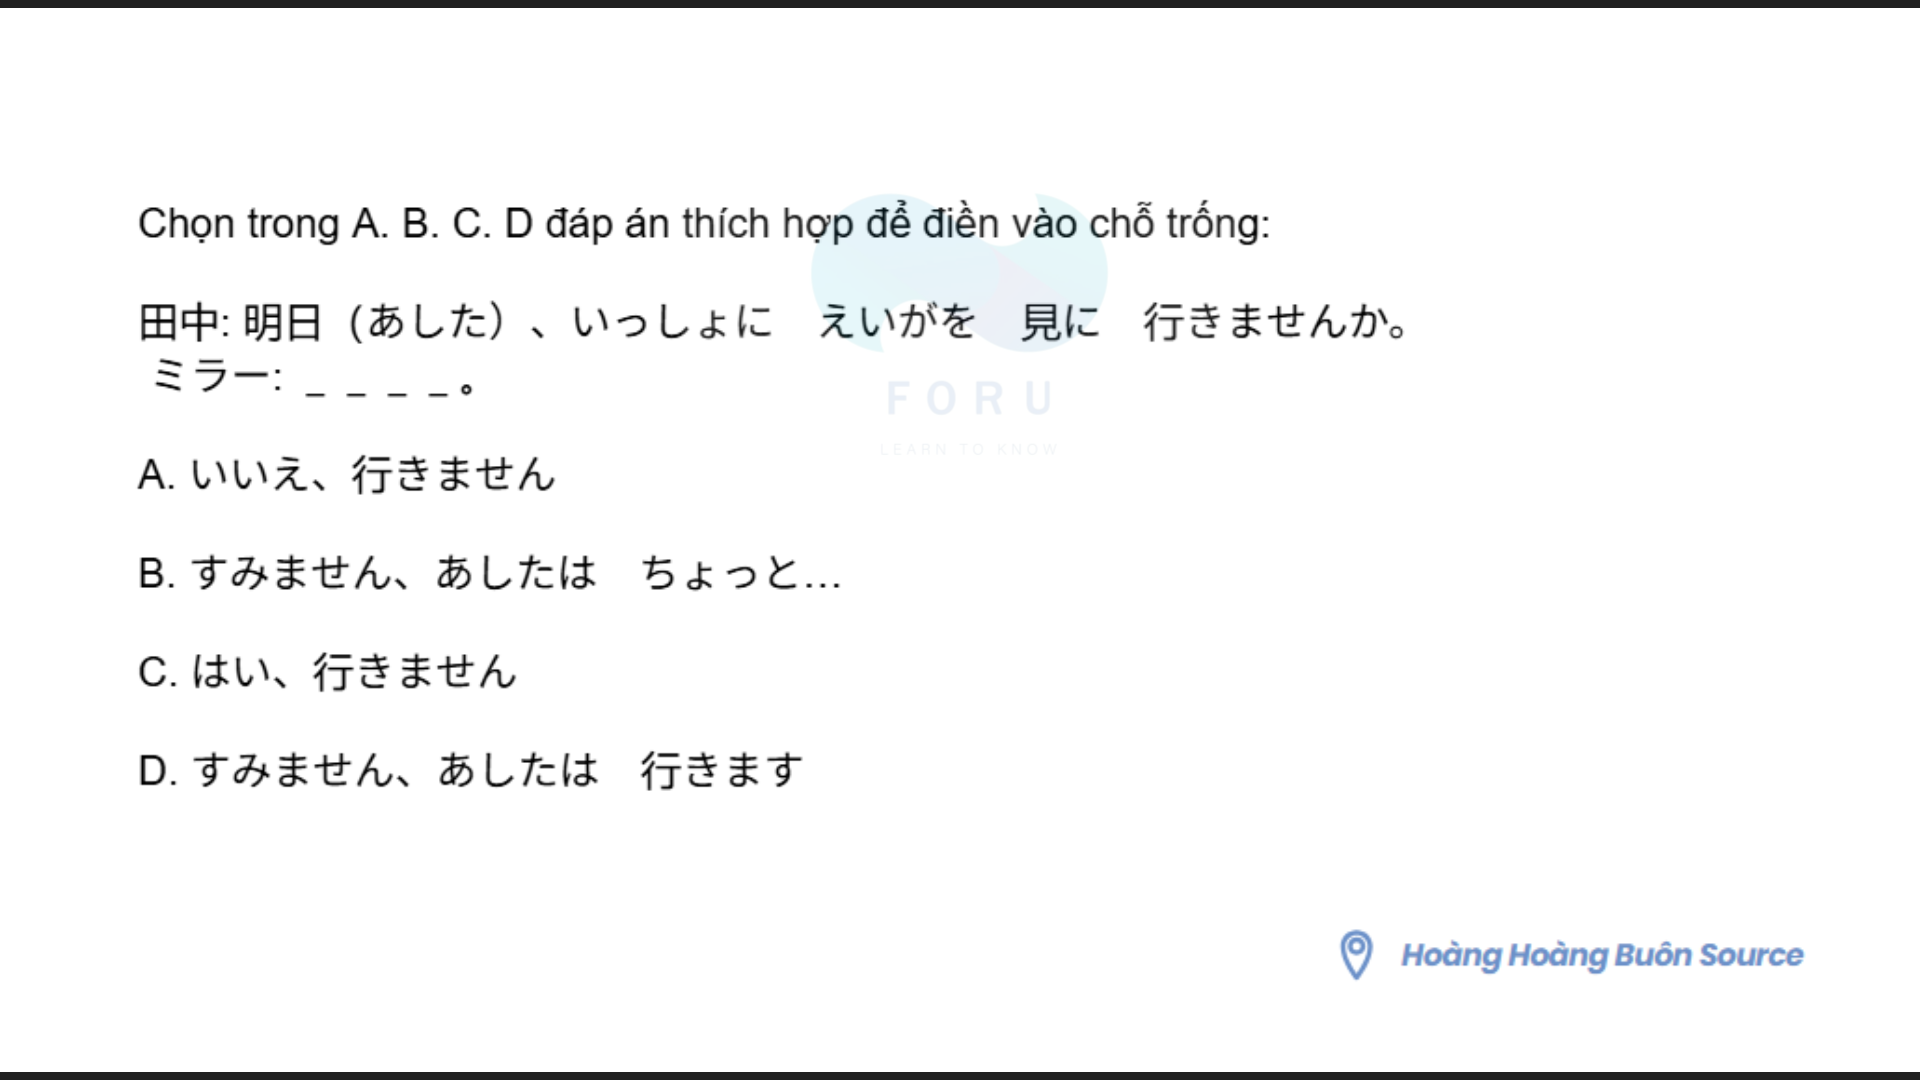 Chọn trong A. B. C. D đáp án thích hợp để điền vào chỗ trống:
田中: 明日（あした）、いっしょに　えいがを　見に　行きませんか。
ミラー: _ _ _ _。
A. いいえ、行きません
B. すみません、あしたは　ちょっと...
C. はい、行きません
D. すみません、あしたは　行きます
FORU
LEARN TO KNOW
Hoàng Hoàng Buôn Source